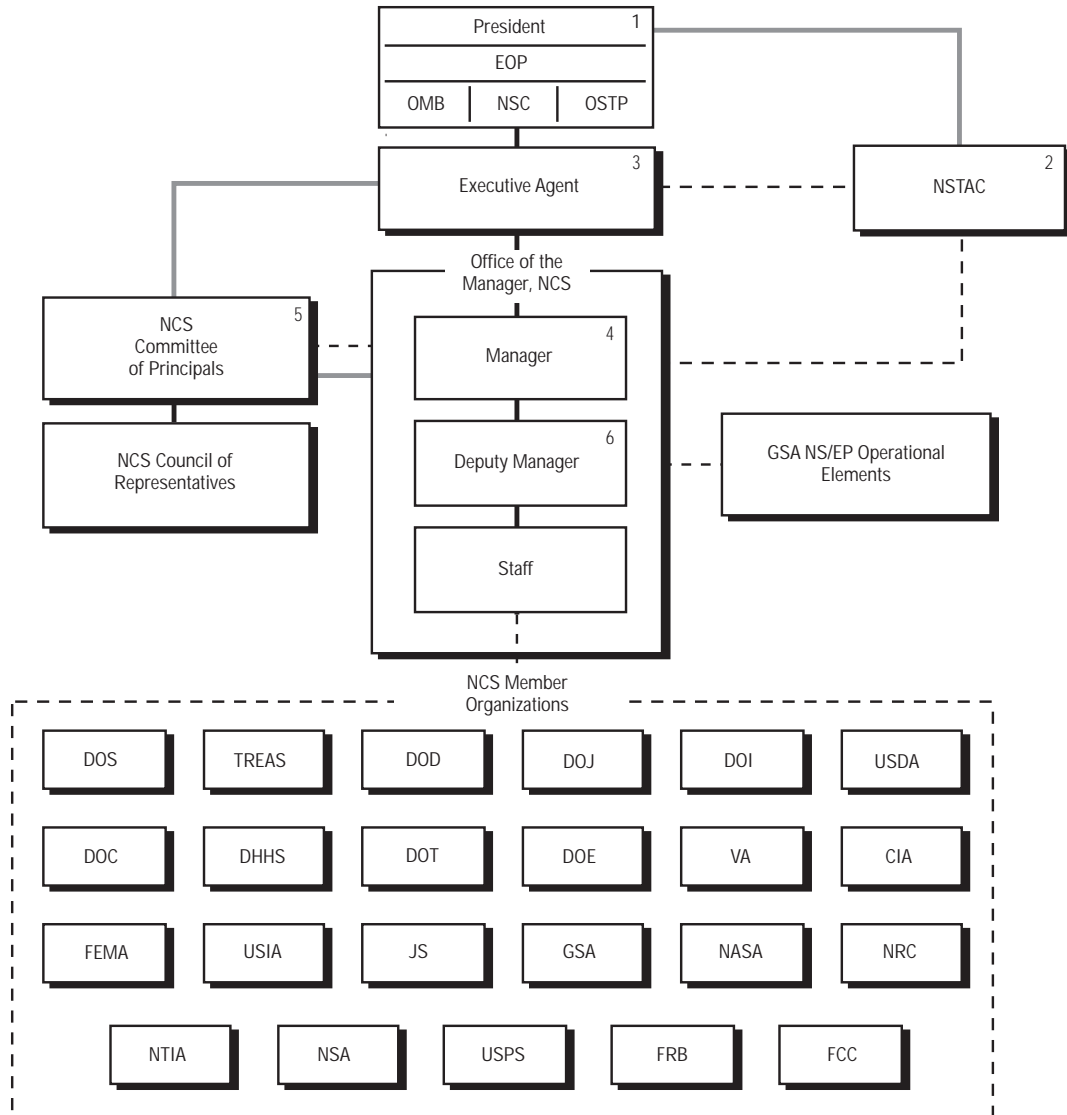 President
1
EOP
OMB
NSC
OSTP
Executive Agent
3
NSTAC
2
Office of the
Manager, NCS
NCS
Committee
of Principals
5
Manager
4
NCS Council of
Representatives
Deputy Manager
6
GSA NS/EP Operational
Elements
Staff
NCS Member
Organizations
DOS
TREAS
DOD
DOJ
DOI
USDA
DOC
DHHS
DOT
DOE
VA
CIA
FEMA
USIA
JS
GSA
NASA
NRC
NTIA
NSA
USPS
FRB
FCC